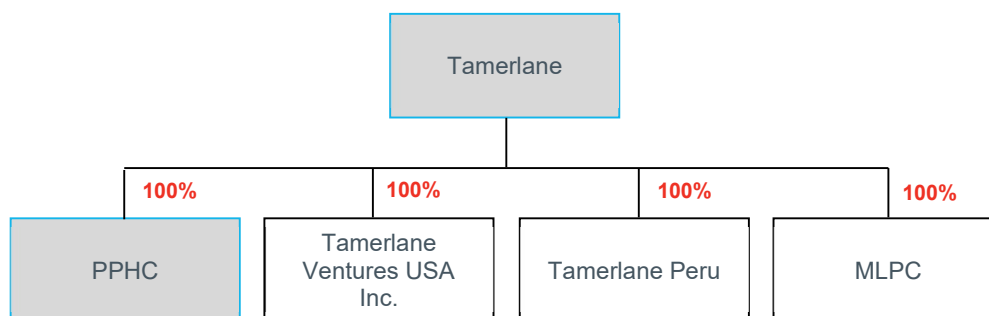 Tamerlane
100%
100%
100%
100%
PPHC
Tamerlane
Ventures USA
Inc.
Tamerlane Peru
MLPC